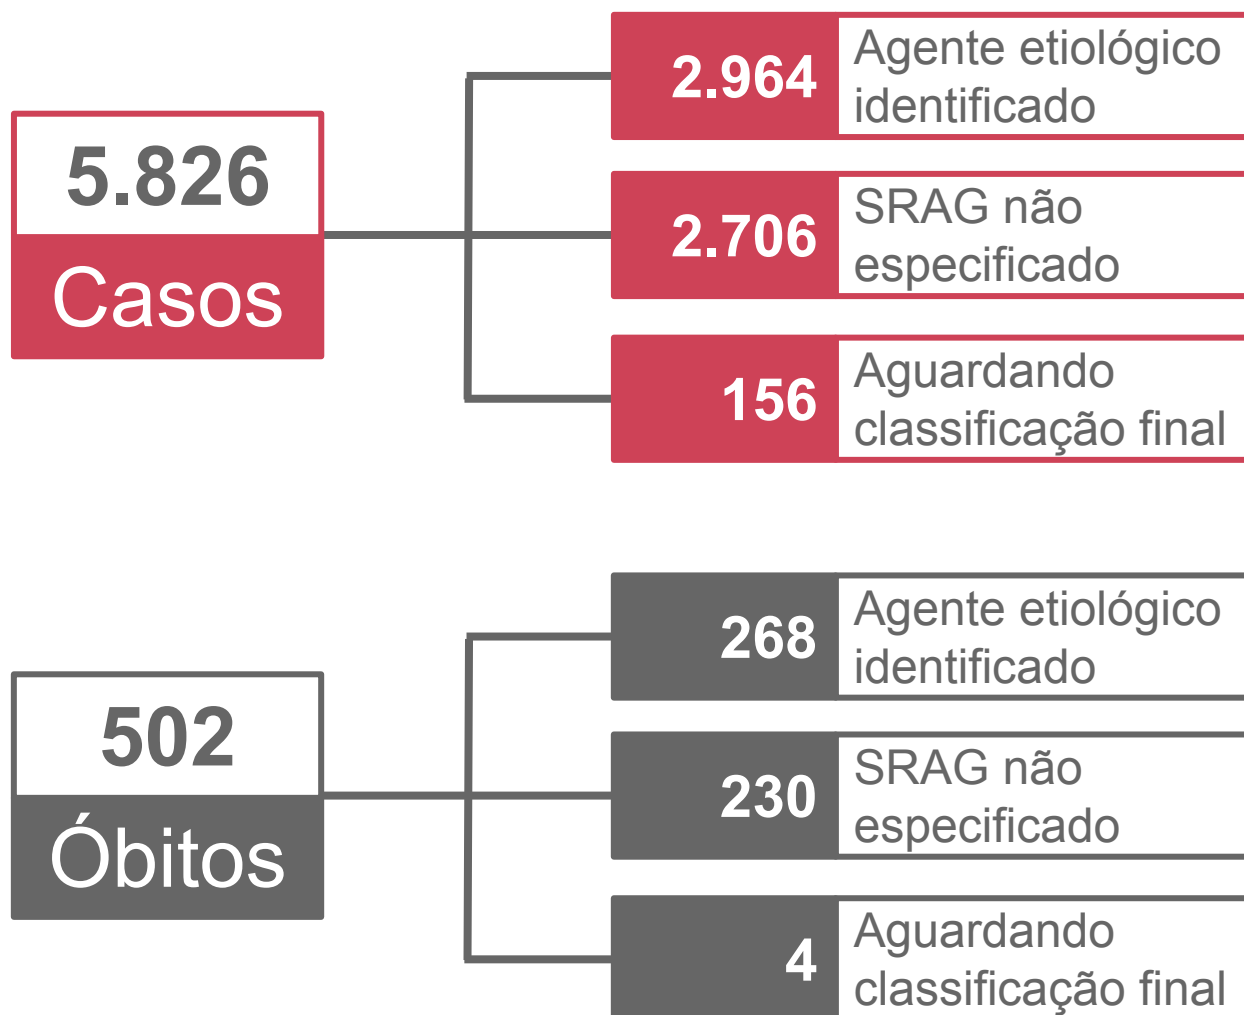 5.826
Casos
2.964
Agente etiológico
identificado
2.706
SRAG não
especificado
156
Aguardando
classificação final
502
Óbitos
268
Agente etiológico
identificado
230
SRAG não
especificado
4
Aguardando
classificação final